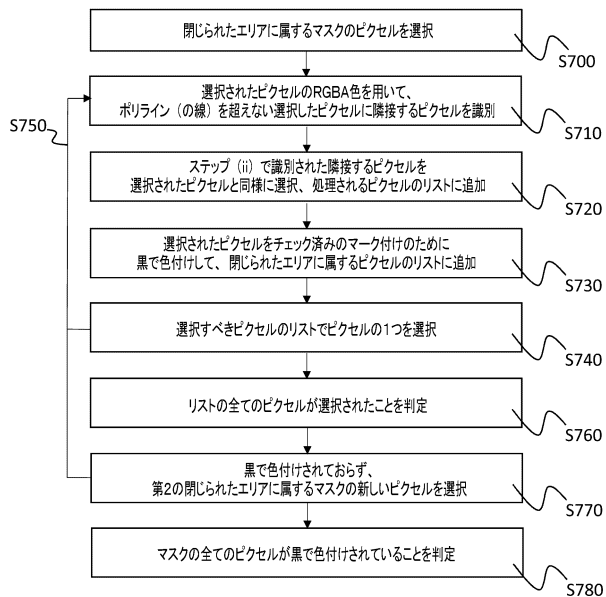 閉じられたエリアに属するマスクのピクセルを選択
S700
選択されたピクセルのRGBA色を用いて、
ポリライン（の線）を超えない選択したピクセルに隣接するピクセルを識別
S710
S750
ステップ（ii）で識別された隣接するピクセルを
選択されたピクセルと同様に選択、処理されるピクセルのリストに追加
S720
選択されたピクセルをチェック済みのマーク付けのために
黒で色付けして、閉じられたエリアに属するピクセルのリストに追加
S730
選択すべきピクセルのリストでピクセルの1つを選択
S740
リストの全てのピクセルが選択されたことを判定
S760
黒で色付けされておらず、
第2の閉じられたエリアに属するマスクの新しいピクセルを選択
S770
マスクの全てのピクセルが黒で色付けされていることを判定
S780